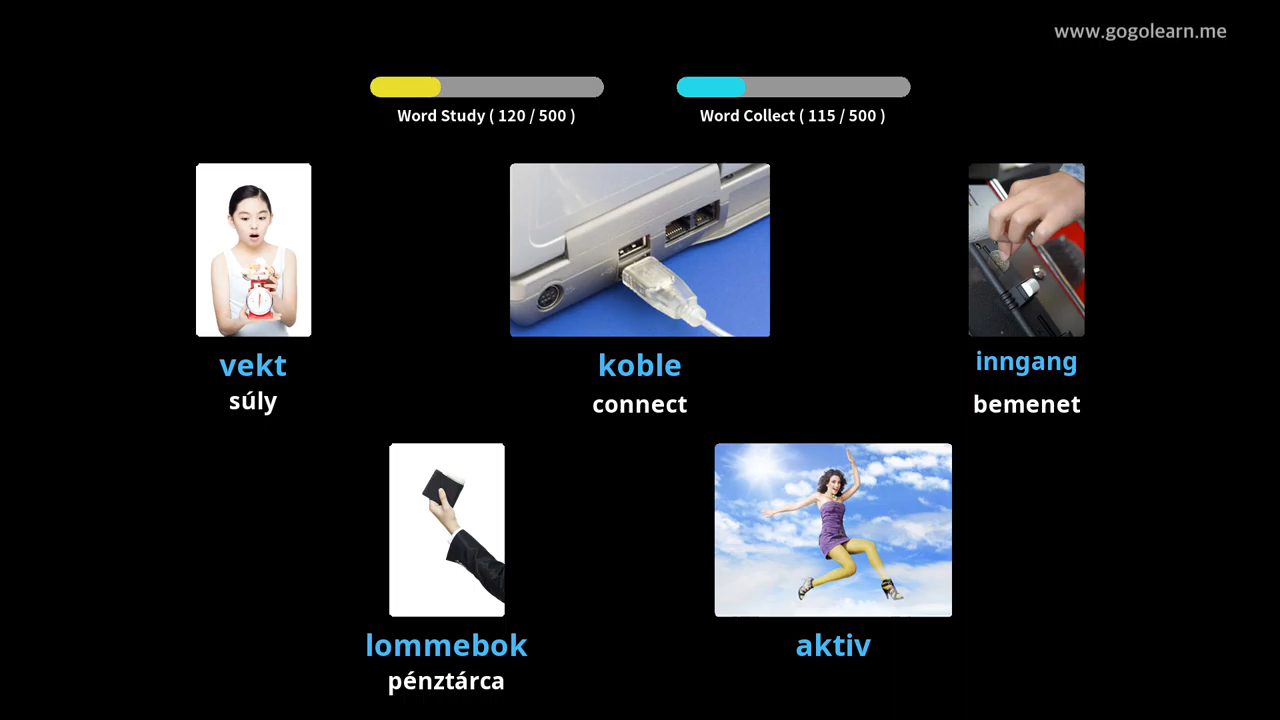 www.gogolearn.me
Word Study ( 120 / 500 )
Word Collect ( 115 / 500 )
vekt
súly
koble
connect
inngang
bemenet
lommebok
pénztárca
aktiv